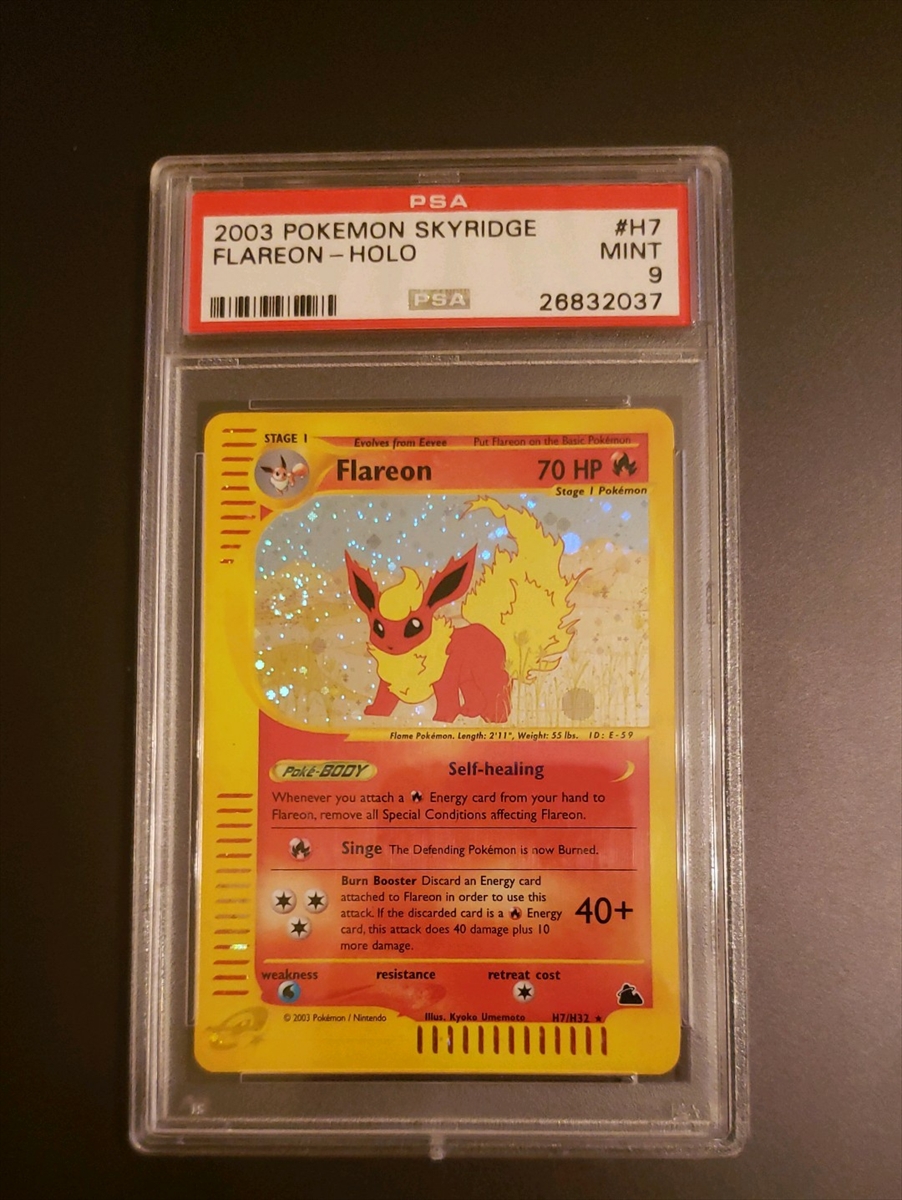 PSA
2003 POKEMON SKYRIDGE #H7
FLAREON - HOLO MINT
9
PSA 26832037
STAGE 1 Evolves from Eevee Put Flareon on the Basic Pokémon
Flareon 70 HP
Stage 1 Pokémon
Flame Pokémon. Length: 2'11", Weight: 55 lbs. ID: E-59
Poké-BODY Self-healing
Whenever you attach a Energy card from your hand to
Flareon, remove all Special Conditions affecting Flareon.
Singe The Defending Pokémon is now Burned.
Burn Booster Discard an Energy card
attached to Flareon in order to use this
attack. If the discarded card is a Energy 40+
card, this attack does 40 damage plus 10
more damage.
weakness resistance retreat cost
© 2003 Pokémon / Nintendo Illus. Kyoko Umemoto H7/H32 ★